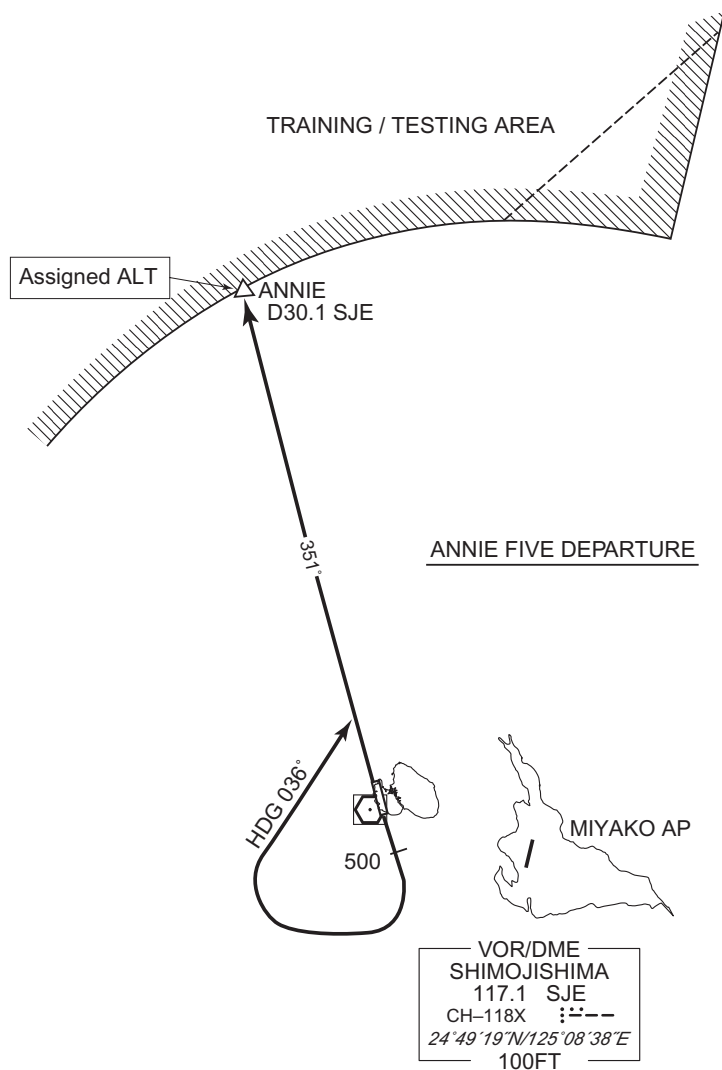 TRAINING / TESTING AREA
Assigned ALT
ANNIE
D30.1 SJE
351°
ANNIE FIVE DEPARTURE
HDG 036°
500
MIYAKO AP
VOR/DME
SHIMOJISHIMA
117.1 SJE
CH–118X
24°49´19˝N/125°08´38˝E
100FT